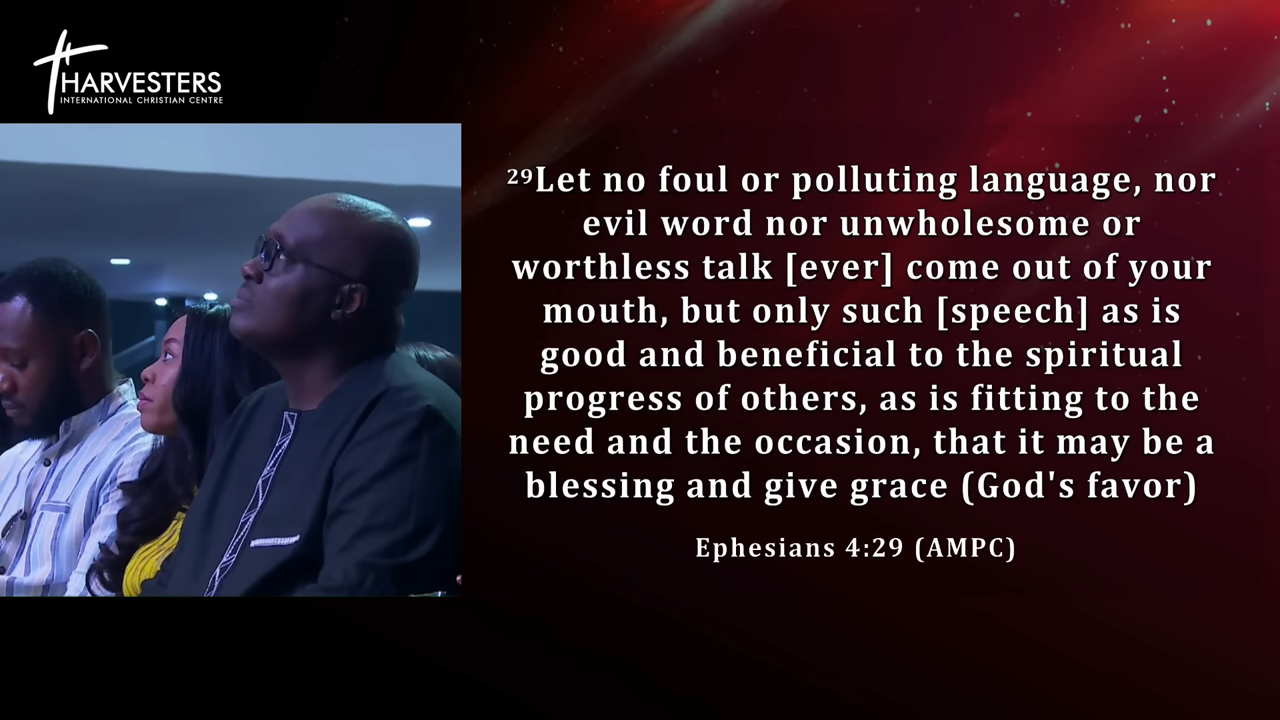 HARVESTERS
INTERNATIONAL CHRISTIAN CENTRE
²⁹Let no foul or polluting language, nor
evil word nor unwholesome or
worthless talk [ever] come out of your
mouth, but only such [speech] as is
good and beneficial to the spiritual
progress of others, as is fitting to the
need and the occasion, that it may be a
blessing and give grace (God's favor)
Ephesians 4:29 (AMPC)